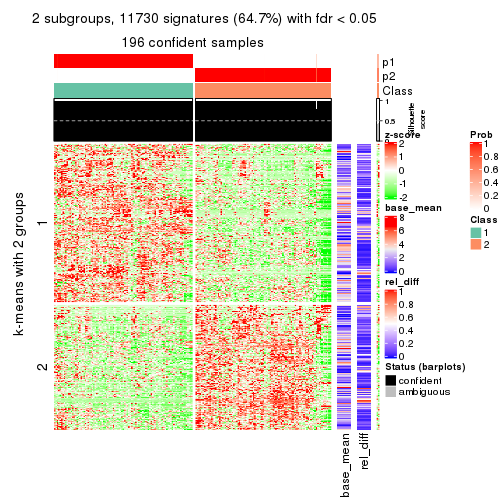 2 subgroups, 11730 signatures (64.7%) with fdr < 0.05
196 confident samples
p1
p2
Class
1
0.5
0
Silhouette
score
k-means with 2 groups
1
2
base_mean
rel_diff
z-score
2
1
0
-1
-2
base_mean
8
6
4
2
0
rel_diff
1
0.8
0.6
0.4
0.2
0
Status (barplots)
confident
ambiguous
Prob
1
0.8
0.6
0.4
0.2
0
Class
1
2